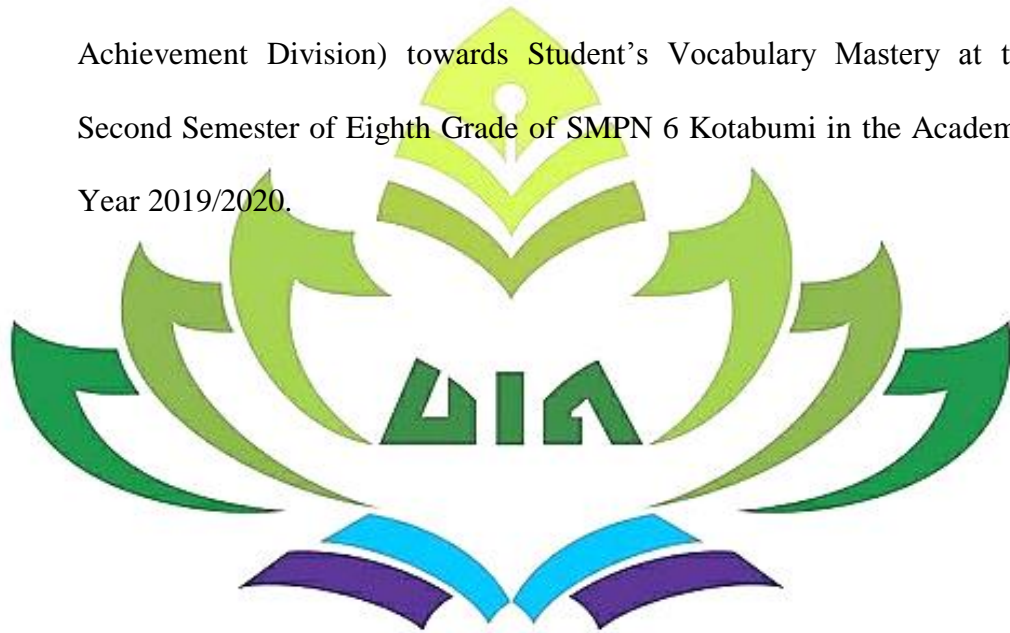 Achievement Division) towards Student’s Vocabulary Mastery at t
Second Semester of Eighth Grade of SMPN 6 Kotabumi in the Academ
Year 2019/2020.